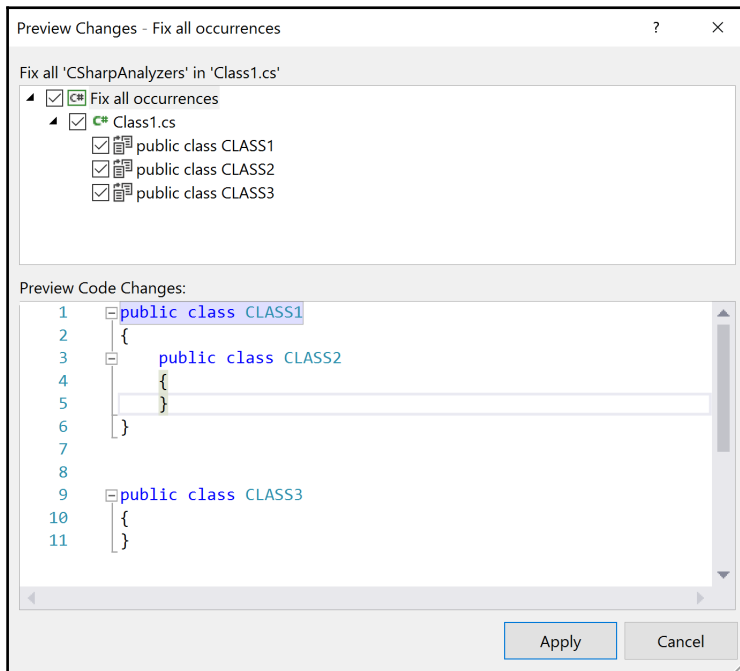 Preview Changes - Fix all occurrences ? ×
Fix all 'CSharpAnalyzers' in 'Class1.cs'
C# Fix all occurrences
C# Class1.cs
public class CLASS1
public class CLASS2
public class CLASS3
Preview Code Changes:
1 public class CLASS1
2 {
3 public class CLASS2
4 {
5 }
6 }
7
8
9 public class CLASS3
10 {
11 }
Apply Cancel